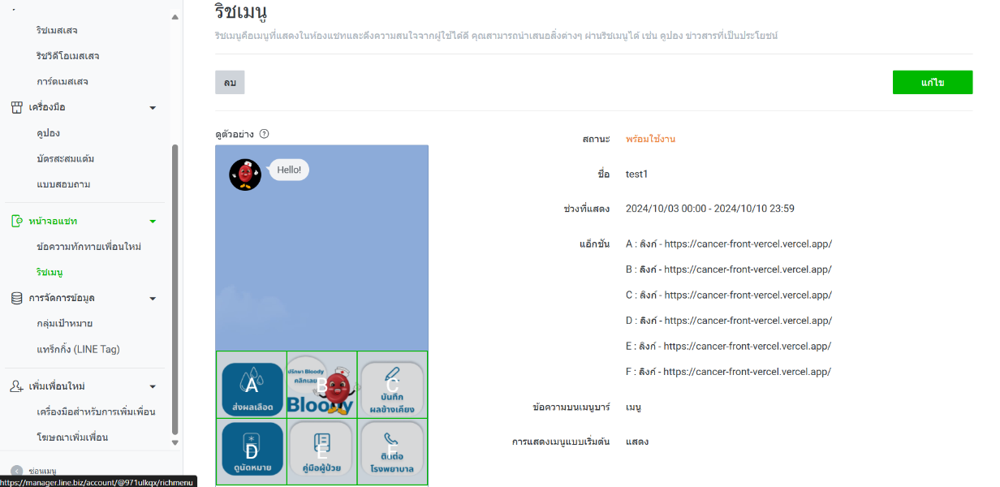 ริชเมสเสจ
ริชวิดีโอเมสเสจ
การ์ดเมสเสจ
เครื่องมือ
คูปอง
บัตรสะสมแต้ม
แบบสอบถาม
หน้าจอแชท
ข้อความทักทายเพื่อนใหม่
ริชเมนู
การจัดการข้อมูล
กลุ่มเป้าหมาย
แทร็กกิ้ง (LINE Tag)
เพิ่มเพื่อนใหม่
เครื่องมือสำหรับการเพิ่มเพื่อน
โฆษณาเพิ่มเพื่อน
ซ่อนเมนู
https://manager.line.biz/account/@971ulkqx/richmenu
ริชเมนู
ริชเมนูคือเมนูที่แสดงในห้องแชทและดึงความสนใจจากผู้ใช้ได้ดี คุณสามารถนำเสนอสิ่งต่างๆ ผ่านริชเมนูได้ เช่น คูปอง ข่าวสารที่เป็นประโยชน์
ลบ
แก้ไข
ดูตัวอย่าง ?
Hello!
A
ส่งผลเลือด
ปรึกษา Bloody
คลิกเลย
B
Bloody
C
บันทึก
ผลข้างเคียง
D
ดูนัดหมาย
E
คู่มือผู้ป่วย
F
ติดต่อ
โรงพยาบาล
สถานะ พร้อมใช้งาน
ชื่อ test1
ช่วงที่แสดง 2024/10/03 00:00 - 2024/10/10 23:59
แอ็กชัน A : ลิงก์ - https://cancer-front-vercel.vercel.app/
B : ลิงก์ - https://cancer-front-vercel.vercel.app/
C : ลิงก์ - https://cancer-front-vercel.vercel.app/
D : ลิงก์ - https://cancer-front-vercel.vercel.app/
E : ลิงก์ - https://cancer-front-vercel.vercel.app/
F : ลิงก์ - https://cancer-front-vercel.vercel.app/
ข้อความบนเมนูบาร์ เมนู
การแสดงเมนูแบบเริ่มต้น แสดง